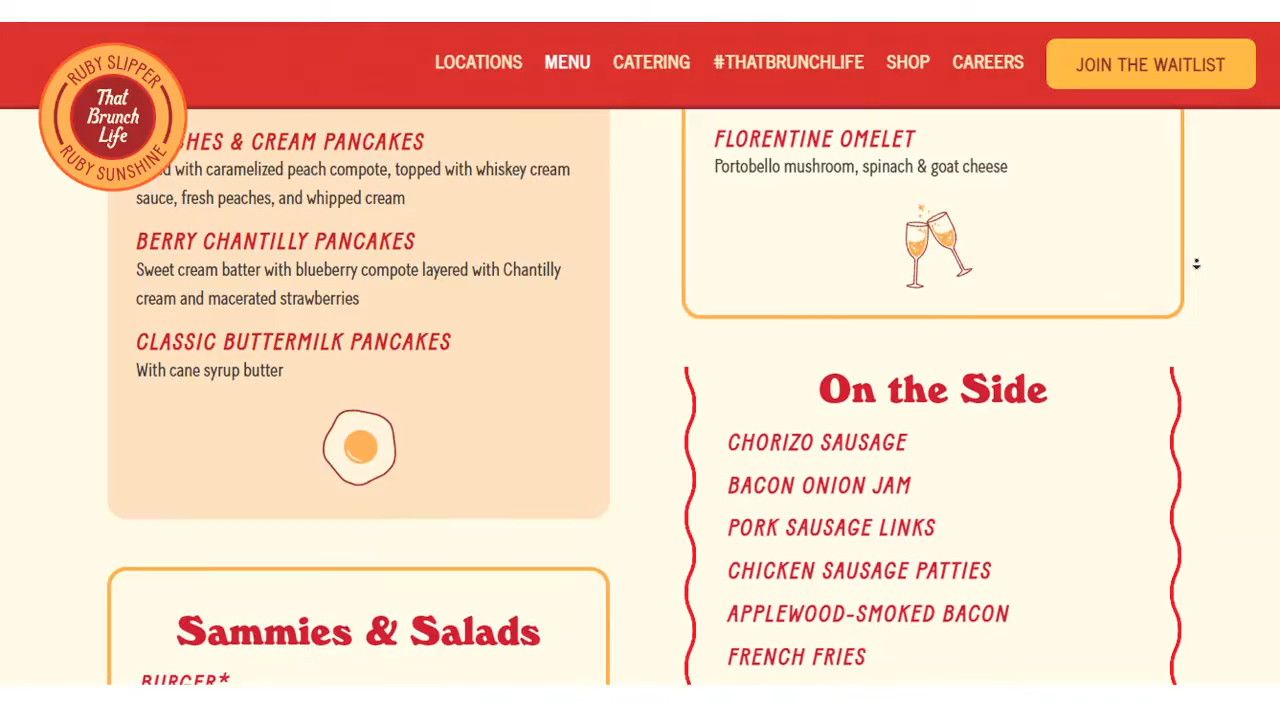 RUBY SLIPPER
That
Brunch
Life
RUBY SUNSHINE
LOCATIONS
MENU
CATERING
#THATBRUNCHLIFE
SHOP
CAREERS
JOIN THE WAITLIST
& CREAM PANCAKES
with caramelized peach compote, topped with whiskey cream
sauce, fresh peaches, and whipped cream
BERRY CHANTILLY PANCAKES
Sweet cream batter with blueberry compote layered with Chantilly
cream and macerated strawberries
CLASSIC BUTTERMILK PANCAKES
With cane syrup butter
Sammies & Salads
BURGER*
FLORENTINE OMELET
Portobello mushroom, spinach & goat cheese
On the Side
CHORIZO SAUSAGE
BACON ONION JAM
PORK SAUSAGE LINKS
CHICKEN SAUSAGE PATTIES
APPLEWOOD-SMOKED BACON
FRENCH FRIES